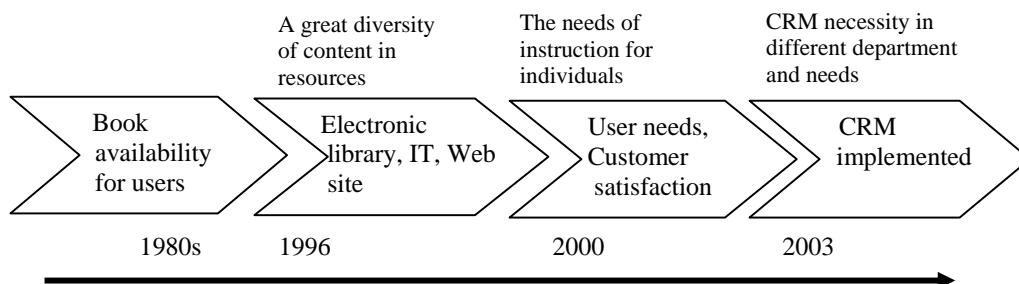 A great diversity
of content in
resources
The needs of
instruction for
individuals
CRM necessity in
different department
and needs
Book
availability
for users
Electronic
library, IT, Web
site
User needs,
Customer
satisfaction
CRM
implemented
1980s
1996
2000
2003